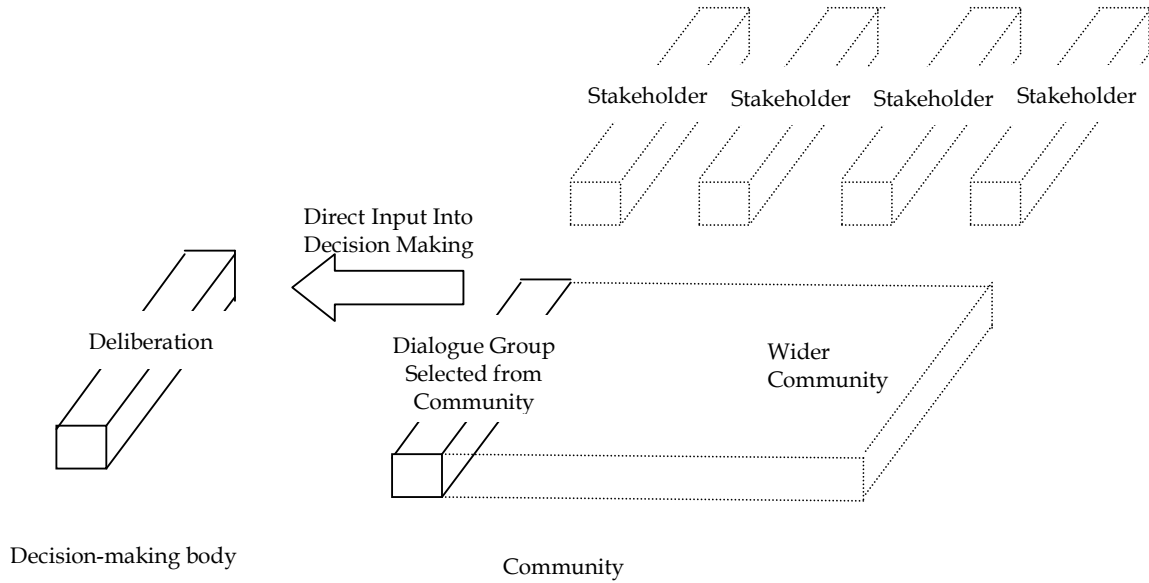 Stakeholder Stakeholder Stakeholder Stakeholder
Direct Input Into
Decision Making
Deliberation
Dialogue Group
Selected from
Community
Wider
Community
Decision-making body
Community